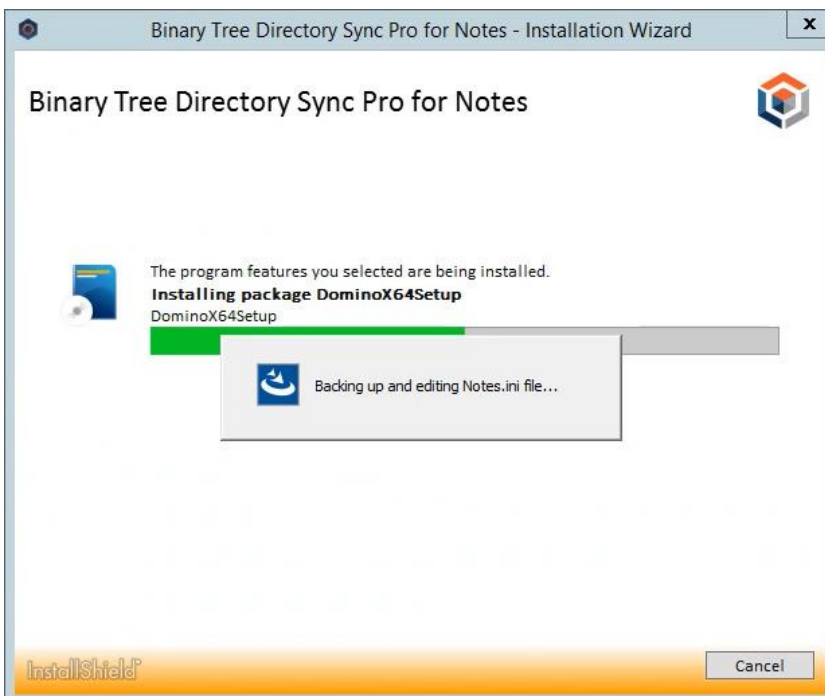 Binary Tree Directory Sync Pro for Notes - Installation Wizard
x
Binary Tree Directory Sync Pro for Notes
The program features you selected are being installed.
Installing package DominoX64Setup
DominoX64Setup
Backing up and editing Notes.ini file...
InstallShield®
Cancel